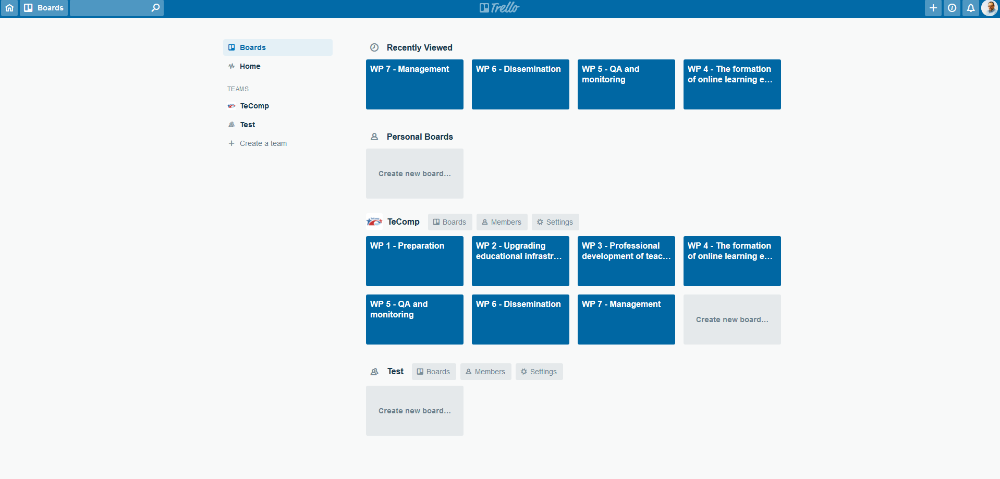 Boards
Trello
Boards
Home
TEAMS
TeComp
Test
Create a team
Recently Viewed
WP 7 - Management
WP 6 - Dissemination
WP 5 - QA and
monitoring
WP 4 - The formation
of online learning e…
Personal Boards
Create new board…
TeComp
Boards
Members
Settings
WP 1 - Preparation
WP 2 - Upgrading
educational infrastr…
WP 3 - Professional
development of teac…
WP 4 - The formation
of online learning e…
WP 5 - QA and
monitoring
WP 6 - Dissemination
WP 7 - Management
Create new board…
Test
Boards
Members
Settings
Create new board…